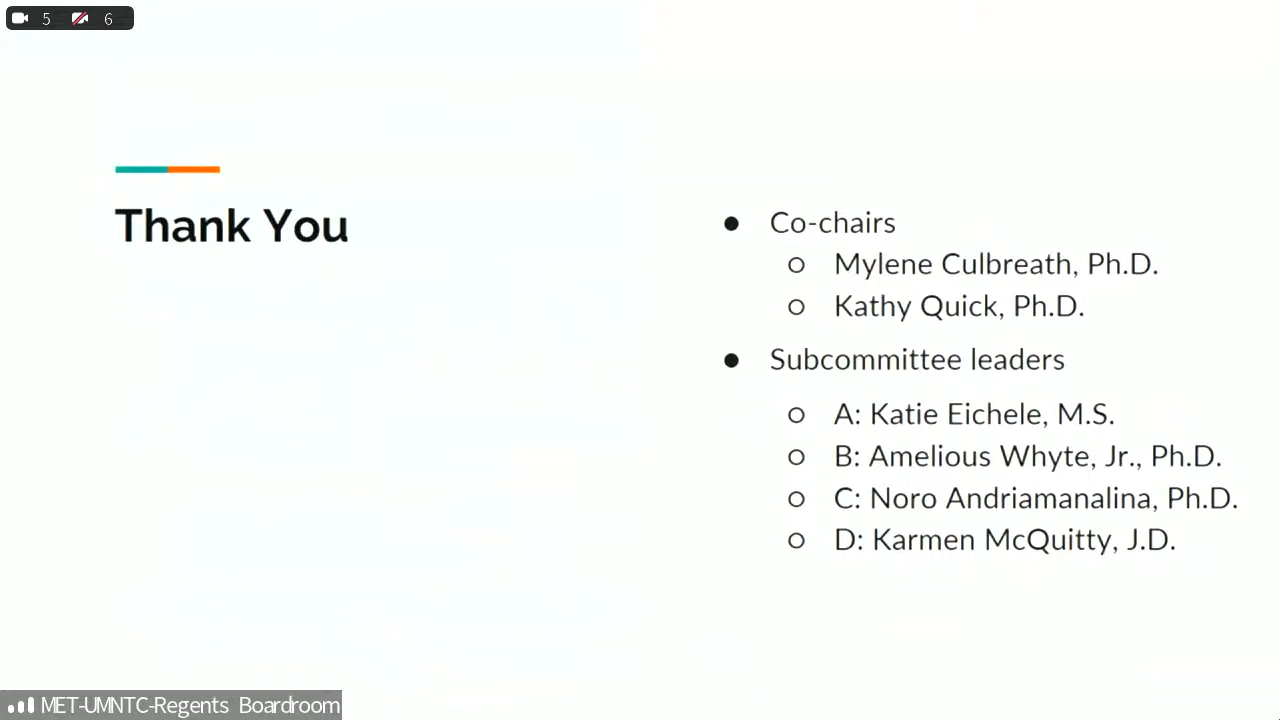 5 6
Thank You
● Co-chairs
○ Mylene Culbreath, Ph.D.
○ Kathy Quick, Ph.D.
● Subcommittee leaders
○ A: Katie Eichele, M.S.
○ B: Amelious Whyte, Jr., Ph.D.
○ C: Noro Andriamanalina, Ph.D.
○ D: Karmen McQuitty, J.D.
MET-UMNTC-Regents Boardroom